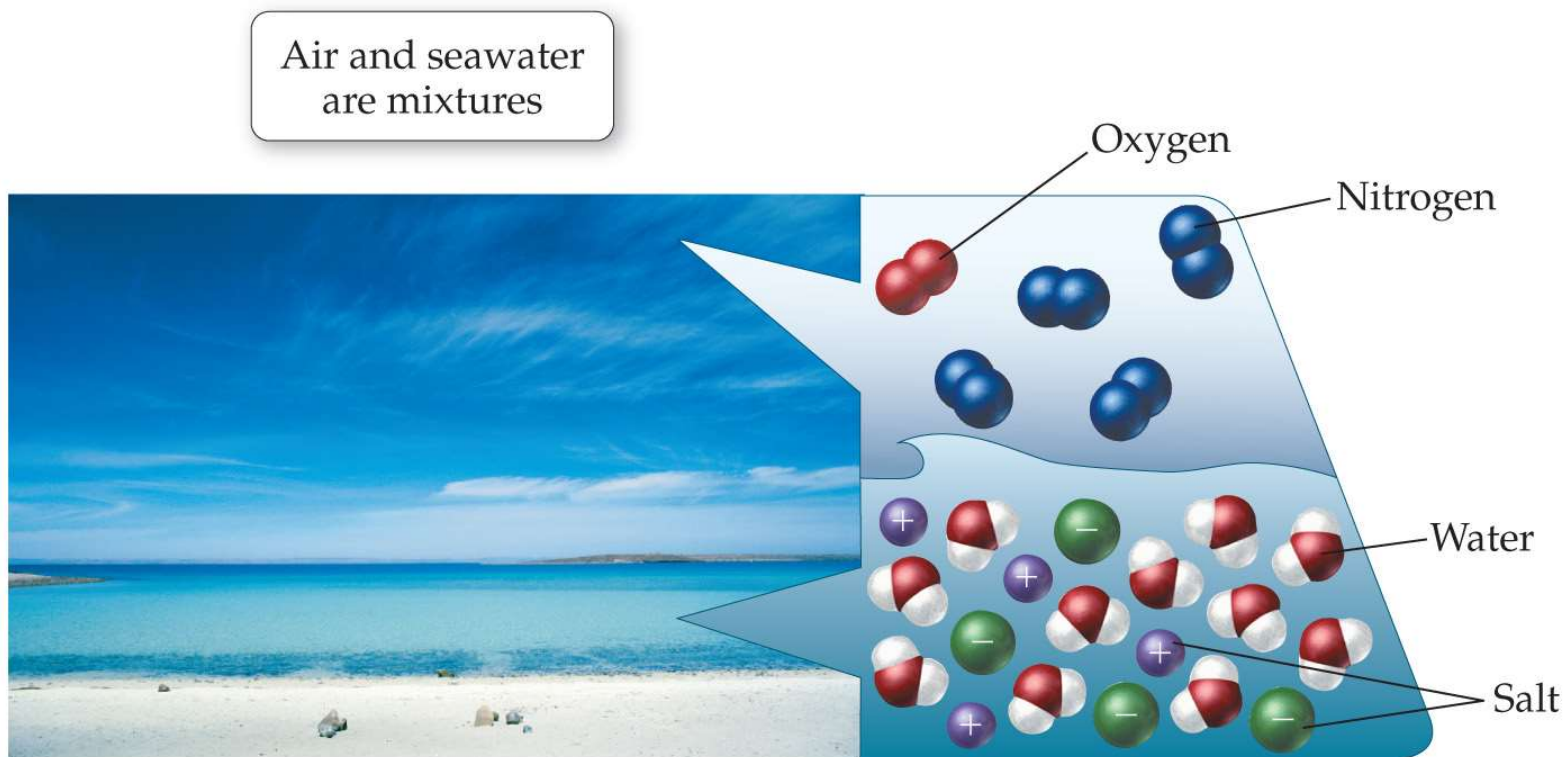 Air and seawater
are mixtures
Oxygen
Nitrogen
+
−
+
Water
−
+
Salt
+
−
−